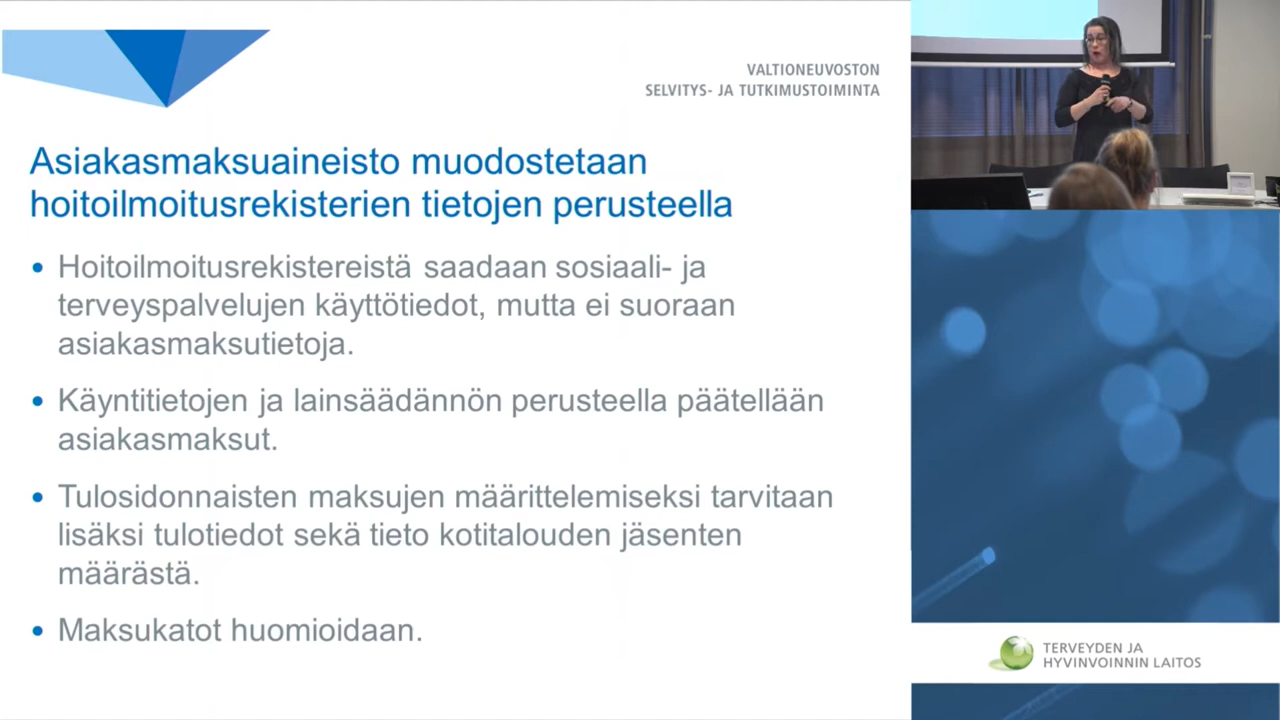 VALTIONEUVOSTON
SELVITYS- JA TUTKIMUSTOIMINTA
Asiakasmaksuaineisto muodostetaan
hoitoilmoitusrekisterien tietojen perusteella
• Hoitoilmoitusrekistereistä saadaan sosiaali- ja
terveyspalvelujen käyttötiedot, mutta ei suoraan
asiakasmaksutietoja.
• Käyntitietojen ja lainsäädännön perusteella päätellään
asiakasmaksut.
• Tulosidonnaisten maksujen määrittelemiseksi tarvitaan
lisäksi tulotiedot sekä tieto kotitalouden jäsenten
määrästä.
• Maksukatot huomioidaan.
TERVEYDEN JA
HYVINVOINNIN LAITOS